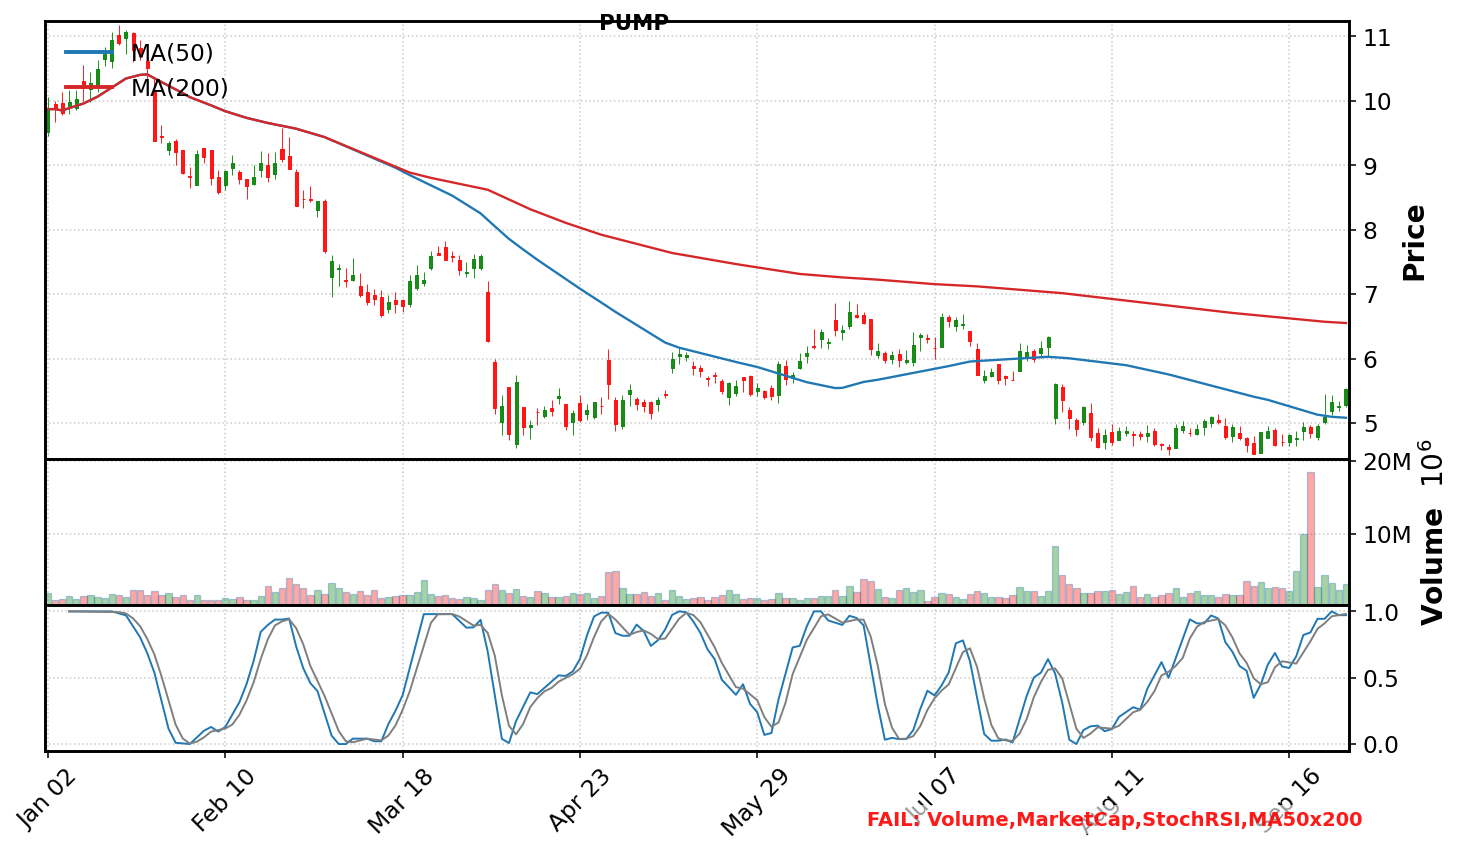 PUMP
MA(50)
MA(200)
11
10
9
8
7
6
5
Price
20M
10M
Volume 10^6
1.0
0.5
0.0
Jan 02
Feb 10
Mar 18
Apr 23
May 29
Jul 07
Aug 11
Sep 16
FAIL: Volume,MarketCap,StochRSI,MA50x200